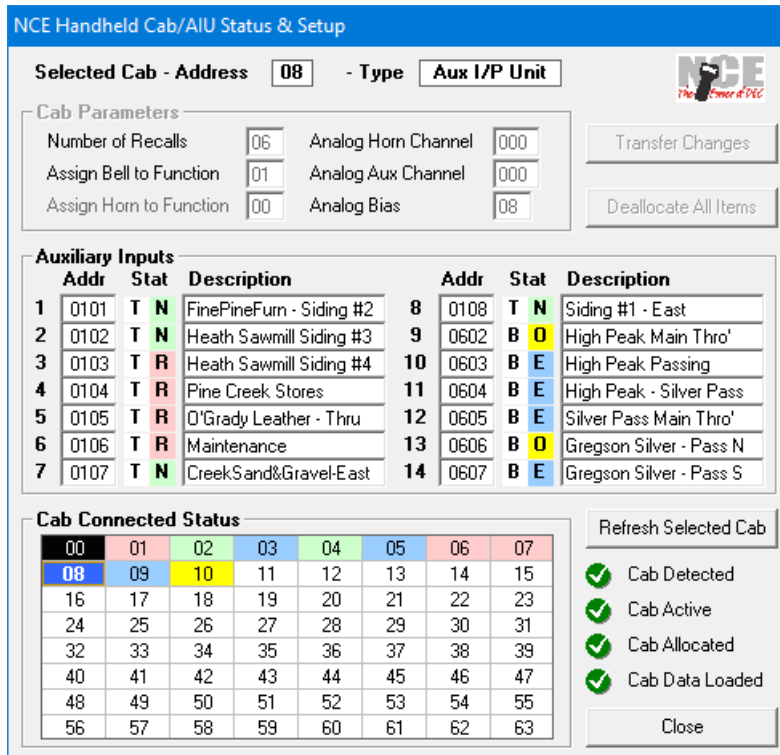 NCE Handheld Cab/AIU Status & Setup
Selected Cab - Address 08 - Type Aux I/P Unit
NCE
Cab Parameters
Number of Recalls 06 Analog Horn Channel 000 Transfer Changes
Assign Bell to Function 01 Analog Aux Channel 000
Assign Horn to Function 00 Analog Bias 08 Deallocate All Items
Auxiliary Inputs
Addr Stat Description Addr Stat Description
1 0101 T N FinePineFurn - Siding #2 8 0108 T N Siding #1 - East
2 0102 T N Heath Sawmill Siding #3 9 0602 B O High Peak Main Thro'
3 0103 T R Heath Sawmill Siding #4 10 0603 B E High Peak Passing
4 0104 T R Pine Creek Stores 11 0604 B E High Peak - Silver Pass
5 0105 T R O'Grady Leather - Thru 12 0605 B E Silver Pass Main Thro'
6 0106 T R Maintenance 13 0606 B O Gregson Silver - Pass N
7 0107 T N CreekSand&Gravel-East 14 0607 B E Gregson Silver - Pass S
Cab Connected Status Refresh Selected Cab
00 01 02 03 04 05 06 07
08 09 10 11 12 13 14 15 Cab Detected
16 17 18 19 20 21 22 23 Cab Active
24 25 26 27 28 29 30 31
32 33 34 35 36 37 38 39 Cab Allocated
40 41 42 43 44 45 46 47 Cab Data Loaded
48 49 50 51 52 53 54 55
56 57 58 59 60 61 62 63 Close